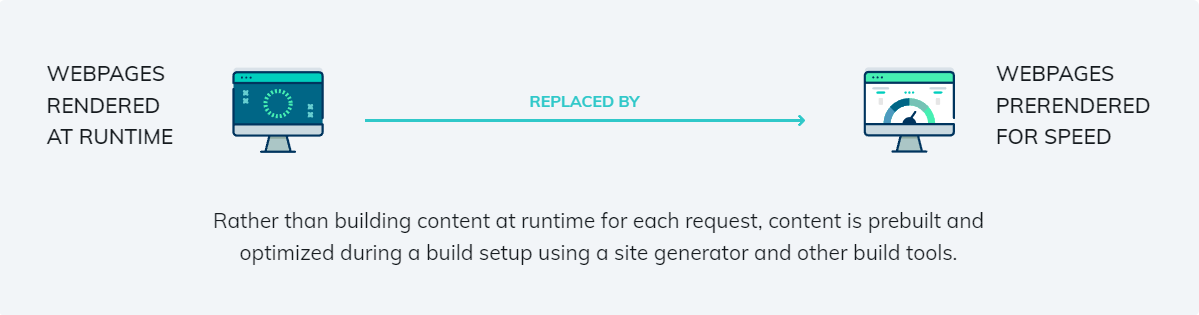 WEBPAGES
RENDERED
AT RUNTIME
REPLACED BY
WEBPAGES
PRERENDERED
FOR SPEED
Rather than building content at runtime for each request, content is prebuilt and
optimized during a build setup using a site generator and other build tools.